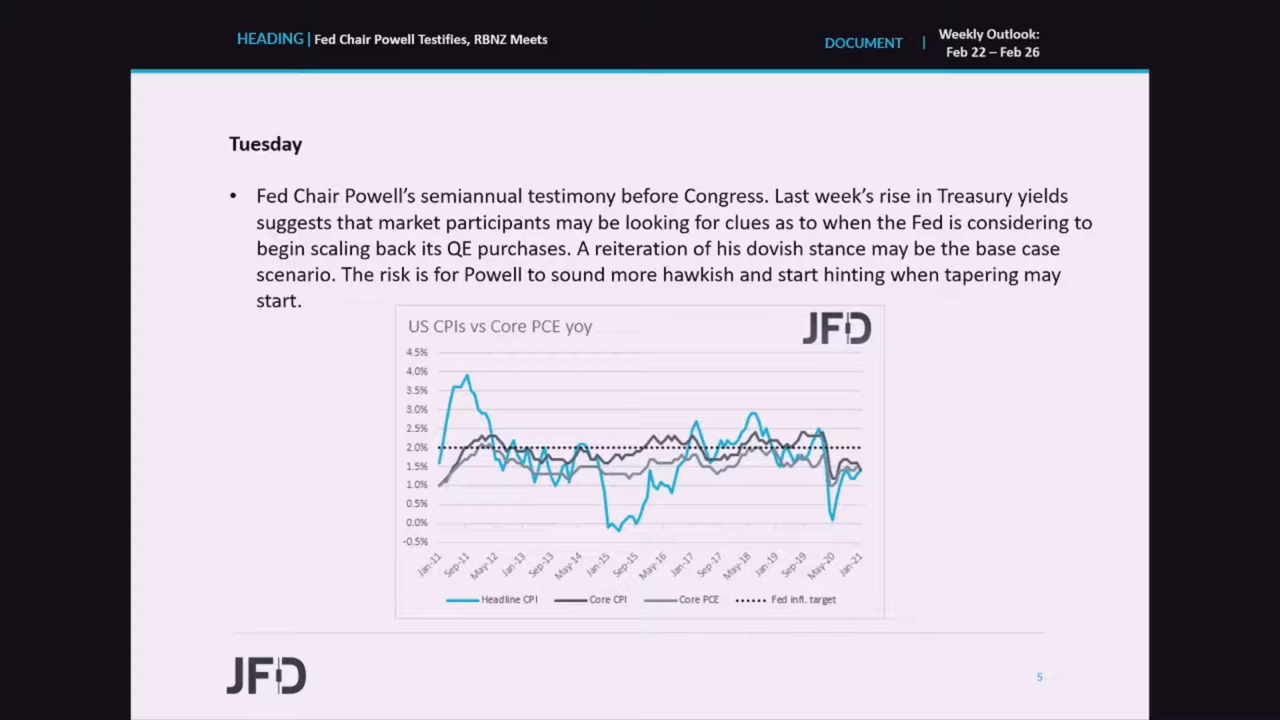 HEADING | Fed Chair Powell Testifies, RBNZ Meets
DOCUMENT | Weekly Outlook:
Feb 22 – Feb 26
Tuesday
• Fed Chair Powell’s semiannual testimony before Congress. Last week’s rise in Treasury yields
suggests that market participants may be looking for clues as to when the Fed is considering to
begin scaling back its QE purchases. A reiteration of his dovish stance may be the base case
scenario. The risk is for Powell to sound more hawkish and start hinting when tapering may
start.
US CPIs vs Core PCE yoy
JFD
4.5%
4.0%
3.5%
3.0%
2.5%
2.0%
1.5%
1.0%
0.5%
0.0%
-0.5%
Jan-11 Sep-11 May-12 Jan-13 Sep-13 May-14 Jan-15 Sep-15 May-16 Jan-17 Sep-17 May-18 Jan-19 Sep-19 May-20 Jan-21
Headline CPI Core CPI Core PCE Fed infl. target
JFD
5